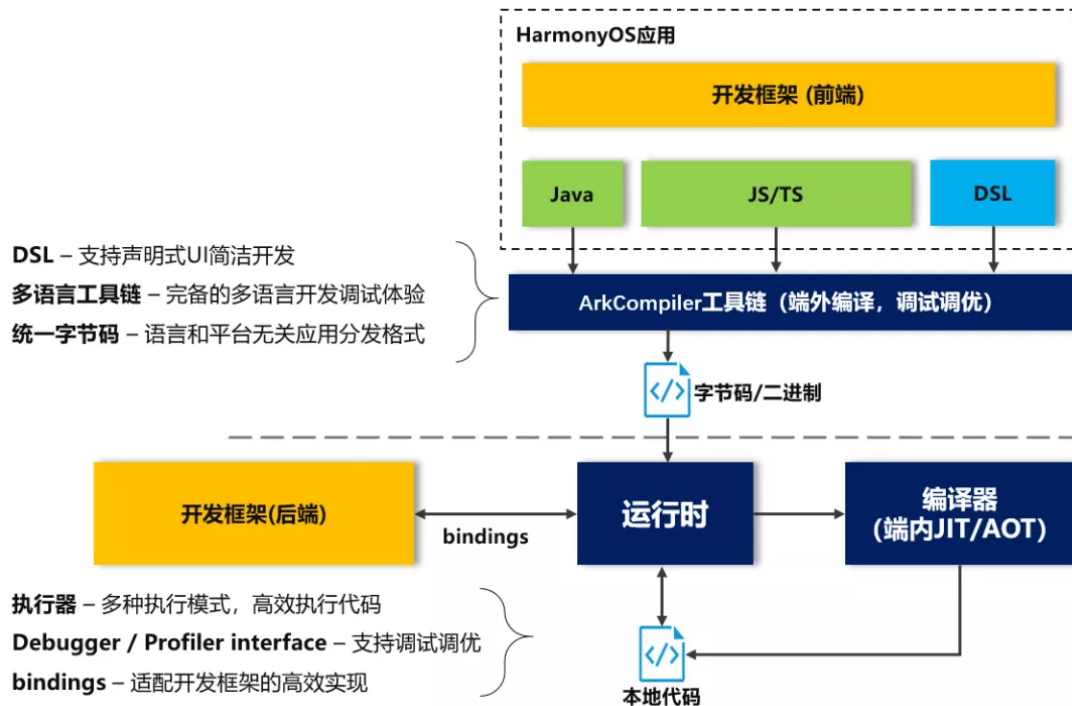 HarmonyOS应用
开发框架 (前端)
Java
JS/TS
DSL
DSL – 支持声明式UI简洁开发
多语言工具链 – 完备的多语言开发调试体验
统一字节码 – 语言和平台无关应用分发格式
ArkCompiler工具链（端外编译，调试调优）
</>
字节码/二进制
开发框架(后端)
bindings
运行时
编译器
(端内JIT/AOT)
执行器 – 多种执行模式，高效执行代码
Debugger / Profiler interface – 支持调试调优
bindings – 适配开发框架的高效实现
</>
本地代码